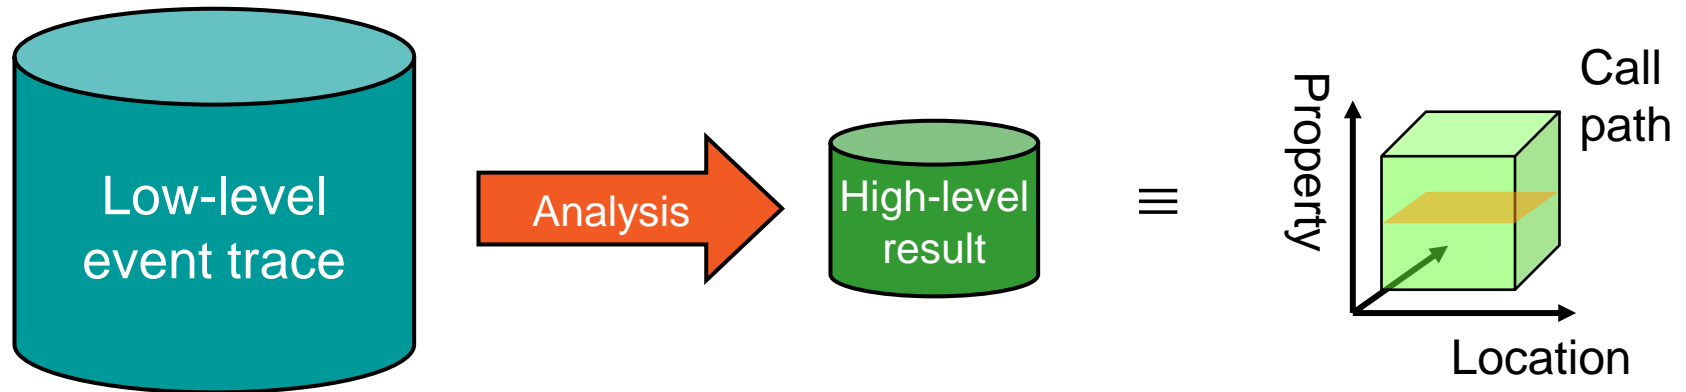 Low-level
event trace
Analysis
High-level
result
≡
Property
Call
path
Location